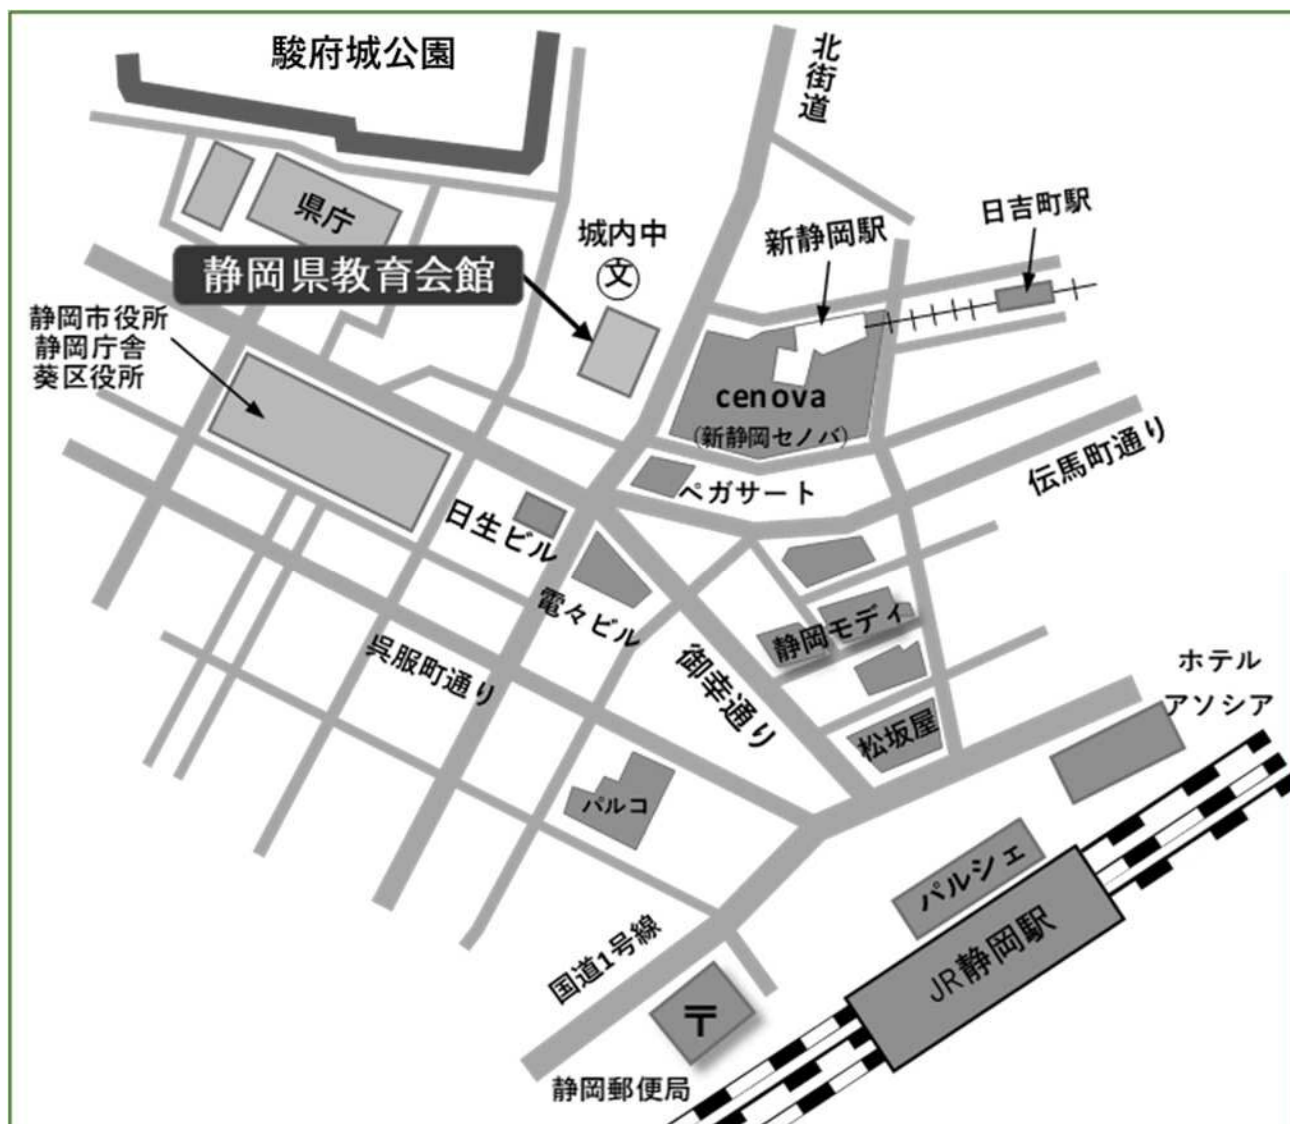 駿府城公園
北街道
県庁
城内中
文
新静岡駅
日吉町駅
静岡県教育会館
静岡市役所
静岡庁舎
葵区役所
cenova
(新静岡セノバ)
ペガサート
伝馬町通り
日生ビル
電々ビル
呉服町通り
御幸通り
静岡モディ
松坂屋
ホテル
アソシア
パルコ
パルシェ
JR静岡駅
国道1号線
〒
静岡郵便局